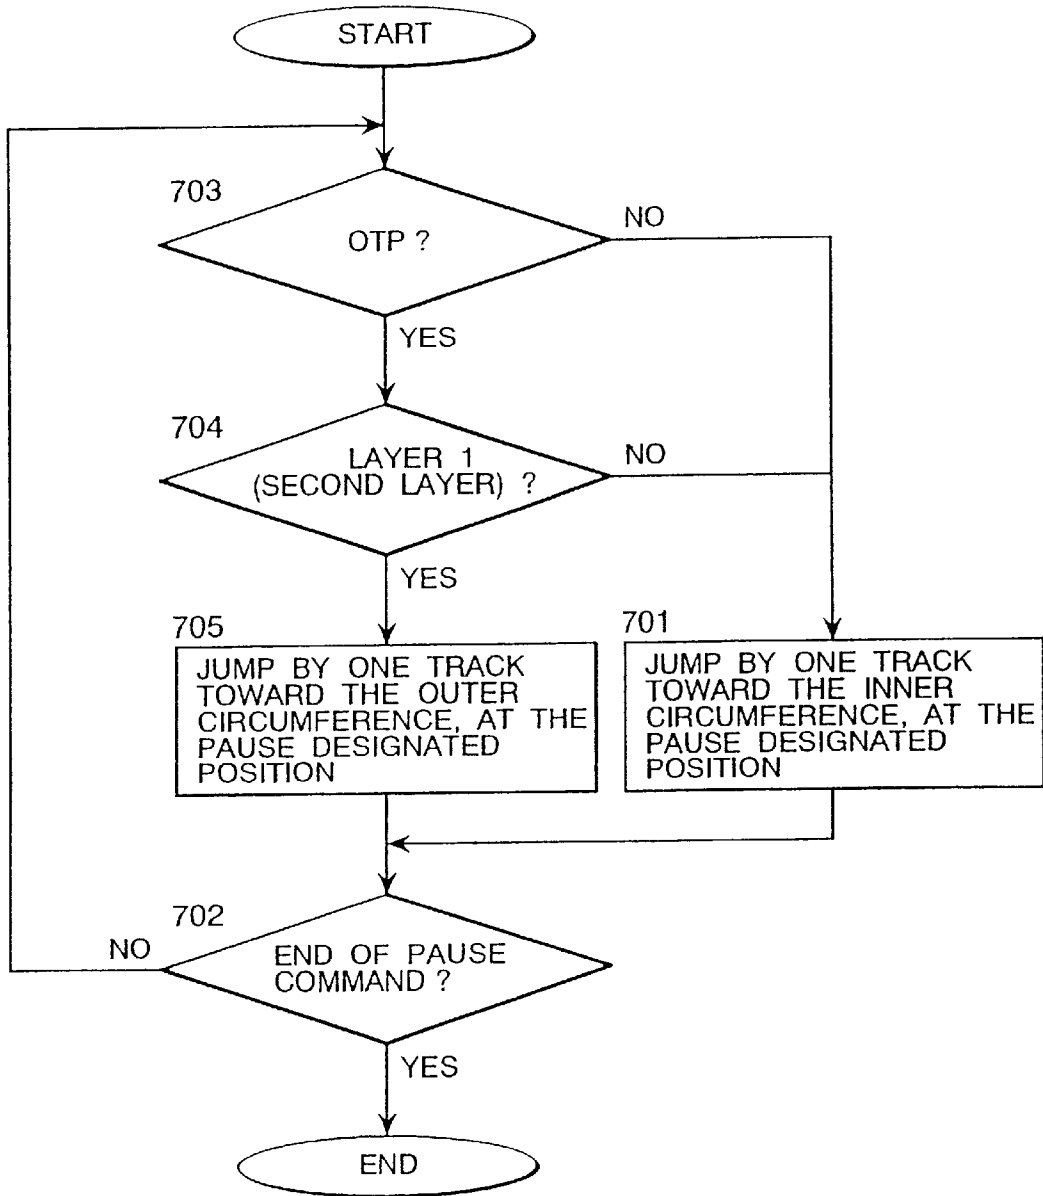 START
703
OTP ?
NO
YES
704
LAYER 1
(SECOND LAYER) ?
NO
YES
705
JUMP BY ONE TRACK
TOWARD THE OUTER
CIRCUMFERENCE, AT THE
PAUSE DESIGNATED
POSITION
701
JUMP BY ONE TRACK
TOWARD THE INNER
CIRCUMFERENCE, AT THE
PAUSE DESIGNATED
POSITION
702
NO
END OF PAUSE
COMMAND ?
YES
END